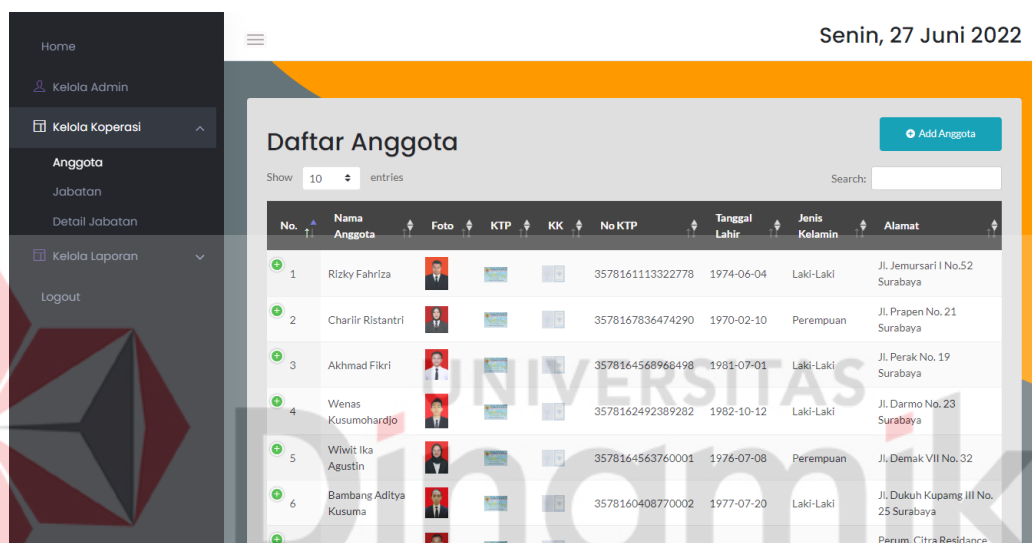 Senin, 27 Juni 2022
Home
Kelola Admin
Kelola Koperasi
Anggota
Jabatan
Detail Jabatan
Kelola Laporan
Logout
Daftar Anggota
Add Anggota
Show 10 entries
Search:
No. Nama Anggota Foto KTP KK No KTP Tanggal Lahir Jenis Kelamin Alamat
1 Rizky Fahriza 3578161113322778 1974-06-04 Laki-Laki Jl. Jemursari I No.52 Surabaya
2 Chariir Ristantri 3578167836474290 1970-02-10 Perempuan Jl. Prapen No. 21 Surabaya
3 Akhmad Fikri 3578164568968498 1981-07-01 Laki-Laki Jl. Perak No. 19 Surabaya
4 Wenas Kusumohardjo 3578162492389282 1982-10-12 Laki-Laki Jl. Darmo No. 23 Surabaya
5 Wiwit Ika Agustin 3578164563760001 1976-07-08 Perempuan Jl. Demak VII No. 32
6 Bambang Aditya Kusuma 3578160408770002 1977-07-20 Laki-Laki Jl. Dukuh Kupamg III No. 25 Surabaya
Perum. Citra Residance
UNIVERSITAS
Dinamik